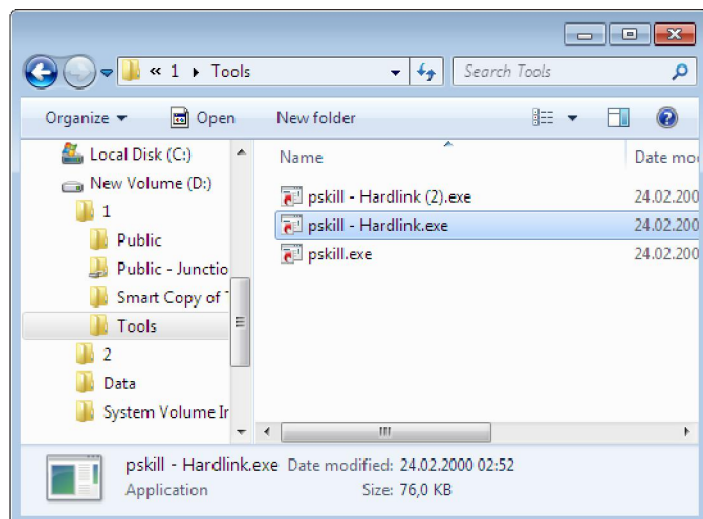 « 1 ▸ Tools
Search Tools
Organize Open New folder
Local Disk (C:)
New Volume (D:)
1
Public
Public - Junctio
Smart Copy of
Tools
2
Data
System Volume Ir
Name Date mo
pskill - Hardlink (2).exe 24.02.200
pskill - Hardlink.exe 24.02.200
pskill.exe 24.02.200
pskill - Hardlink.exe Date modified: 24.02.2000 02:52
Application Size: 76,0 KB